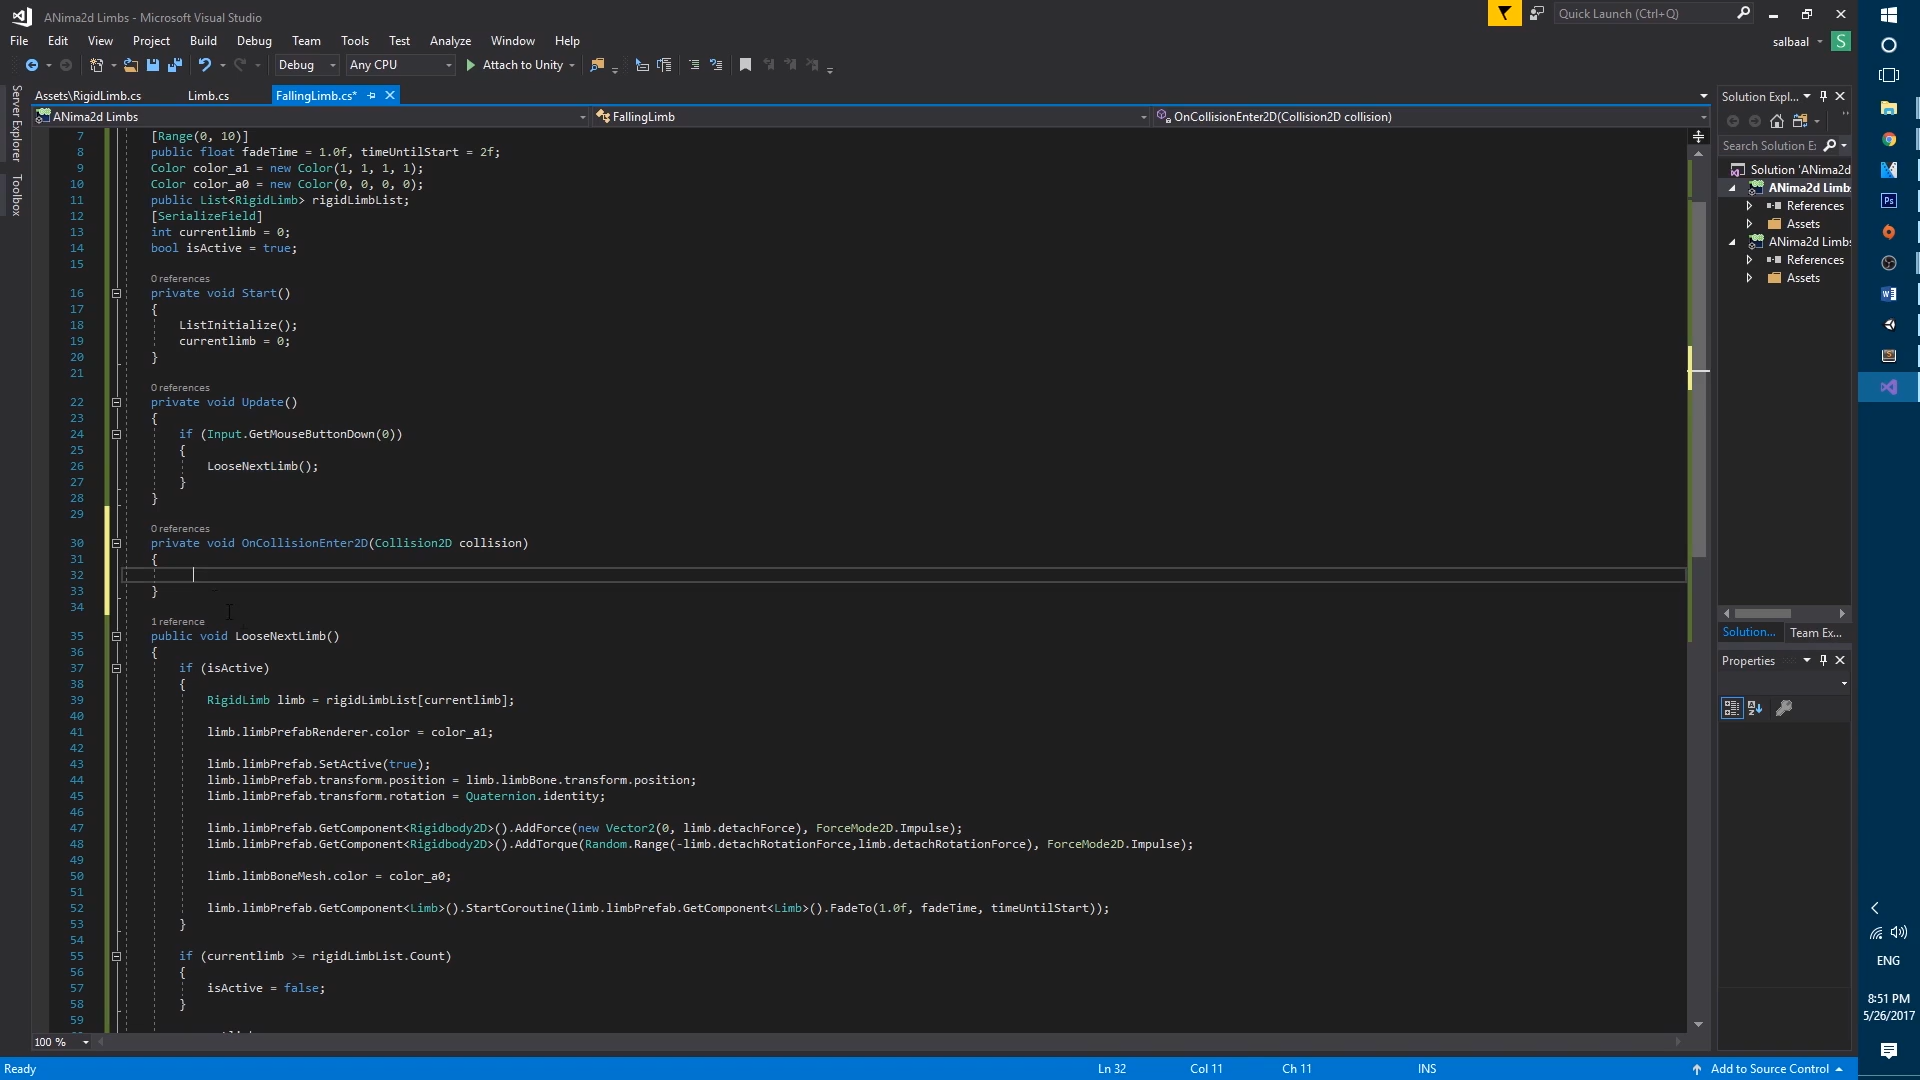 ANima2d Limbs - Microsoft Visual Studio
Quick Launch (Ctrl+Q)
File Edit View Project Build Debug Team Tools Test Analyze Window Help
salbaal S
Debug Any CPU Attach to Unity
Server Explorer
Toolbox
Assets\RigidLimb.cs Limb.cs FallingLimb.cs*
ANima2d Limbs FallingLimb OnCollisionEnter2D(Collision2D collision)
7 [Range(0, 10)]
8 public float fadeTime = 1.0f, timeUntilStart = 2f;
9 Color color_a1 = new Color(1, 1, 1, 1);
10 Color color_a0 = new Color(0, 0, 0, 0);
11 public List<RigidLimb> rigidLimbList;
12 [SerializeField]
13 int currentlimb = 0;
14 bool isActive = true;
15
0 references
16 private void Start()
17 {
18 ListInitialize();
19 currentlimb = 0;
20 }
21
0 references
22 private void Update()
23 {
24 if (Input.GetMouseButtonDown(0))
25 {
26 LooseNextLimb();
27 }
28 }
29
0 references
30 private void OnCollisionEnter2D(Collision2D collision)
31 {
32
33 }
34
1 reference
35 public void LooseNextLimb()
36 {
37 if (isActive)
38 {
39 RigidLimb limb = rigidLimbList[currentlimb];
40
41 limb.limbPrefabRenderer.color = color_a1;
42
43 limb.limbPrefab.SetActive(true);
44 limb.limbPrefab.transform.position = limb.limbBone.transform.position;
45 limb.limbPrefab.transform.rotation = Quaternion.identity;
46
47 limb.limbPrefab.GetComponent<Rigidbody2D>().AddForce(new Vector2(0, limb.detachForce), ForceMode2D.Impulse);
48 limb.limbPrefab.GetComponent<Rigidbody2D>().AddTorque(Random.Range(-limb.detachRotationForce,limb.detachRotationForce), ForceMode2D.Impulse);
49
50 limb.limbBoneMesh.color = color_a0;
51
52 limb.limbPrefab.GetComponent<Limb>().StartCoroutine(limb.limbPrefab.GetComponent<Limb>().FadeTo(1.0f, fadeTime, timeUntilStart));
53 }
54
55 if (currentlimb >= rigidLimbList.Count)
56 {
57 isActive = false;
58 }
59
100 %
Ready Ln 32 Col 11 Ch 11 INS Add to Source Control
Solution Expl...
Search Solution E
Solution 'ANima2d
ANima2d Limb
References
Assets
ANima2d Limb
References
Assets
Solution... Team Ex...
Properties
Ps
ENG
8:51 PM
5/26/2017